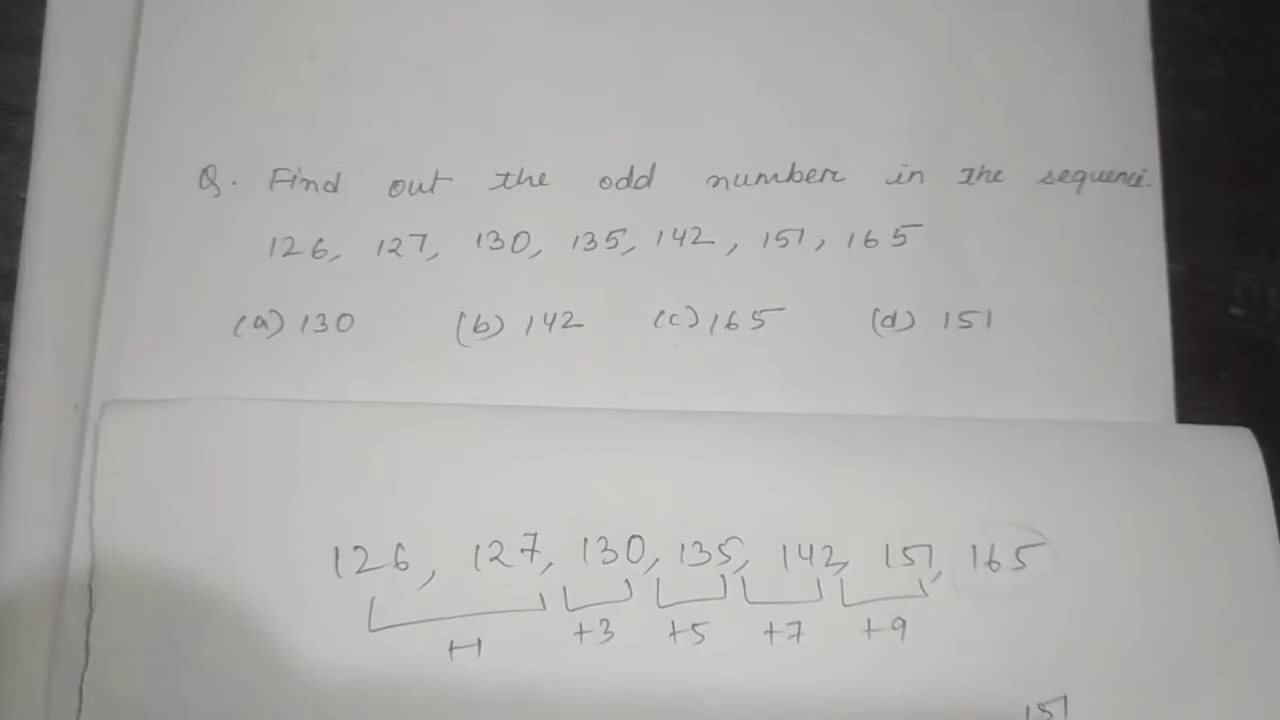 Q. Find out the odd number in the sequence.
126, 127, 130, 135, 142, 151, 165
(a) 130 (b) 142 (c) 165 (d) 151
126, 127, 130, 135, 142, 151, 165
+1 +3 +5 +7 +9
151